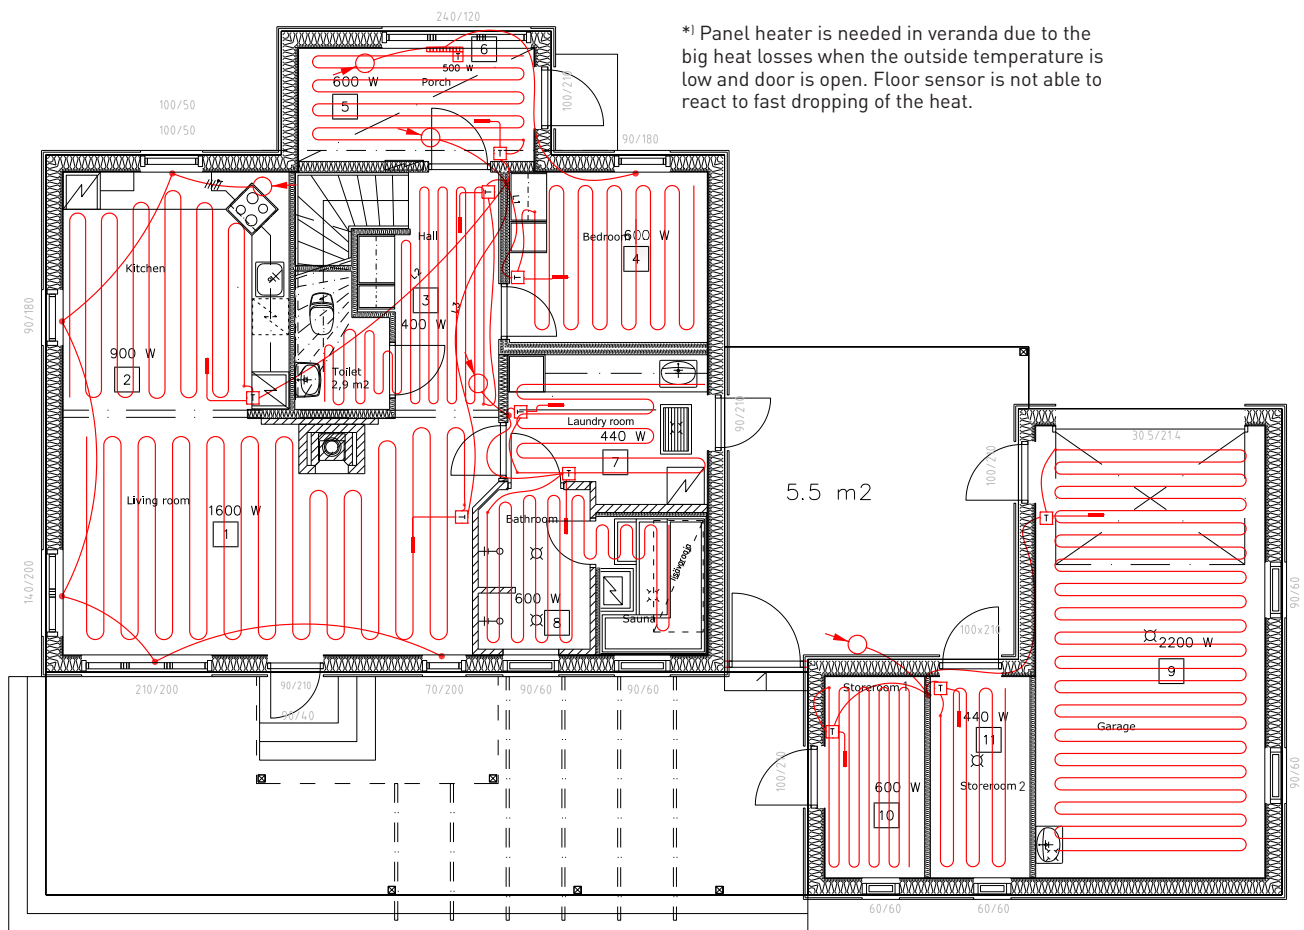 240/120
*) Panel heater is needed in veranda due to the
big heat losses when the outside temperature is
low and door is open. Floor sensor is not able to
react to fast dropping of the heat.
6
T
500 W
600 W
Porch
5
100/210
100/50
100/50
90/180
T
T
Hall
Bedroom
600 W
4
Kitchen
L2
T
3
L3
400 W
90/180
900 W
2
Toilet
2,9 m2
T
T
Laundry room
440 W
7
90/210
30.5/21.4
100/210
Living room
1600 W
1
T
T
Bathroom
5.5 m2
T
140/200
600 W
8
Sauna
90/60
100x210
2200 W
9
210/200
90/210
90/40
70/200
90/60
90/60
Storeroom 1
T
T
440 W
11
Garage
100/210
600 W
10
Storeroom 2
90/60
60/60
60/60